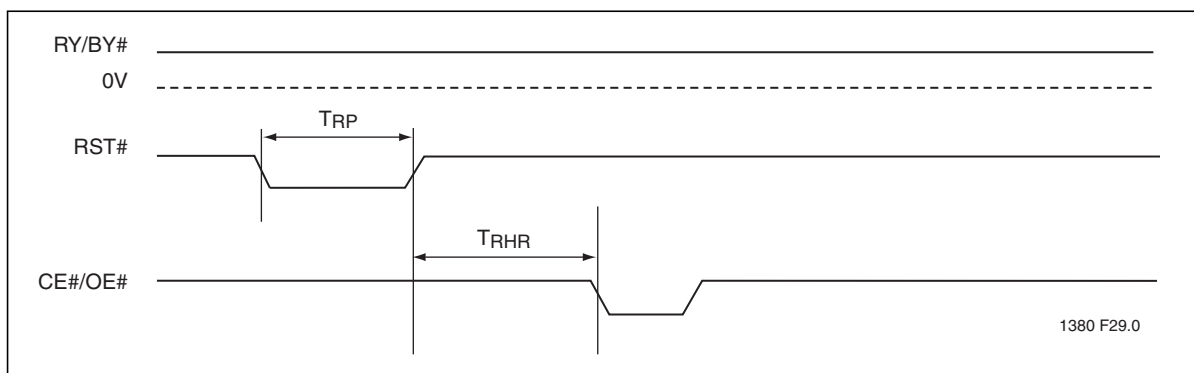 RY/BY#
0V
TRP
RST#
TRHR
CE#/OE#
1380 F29.0